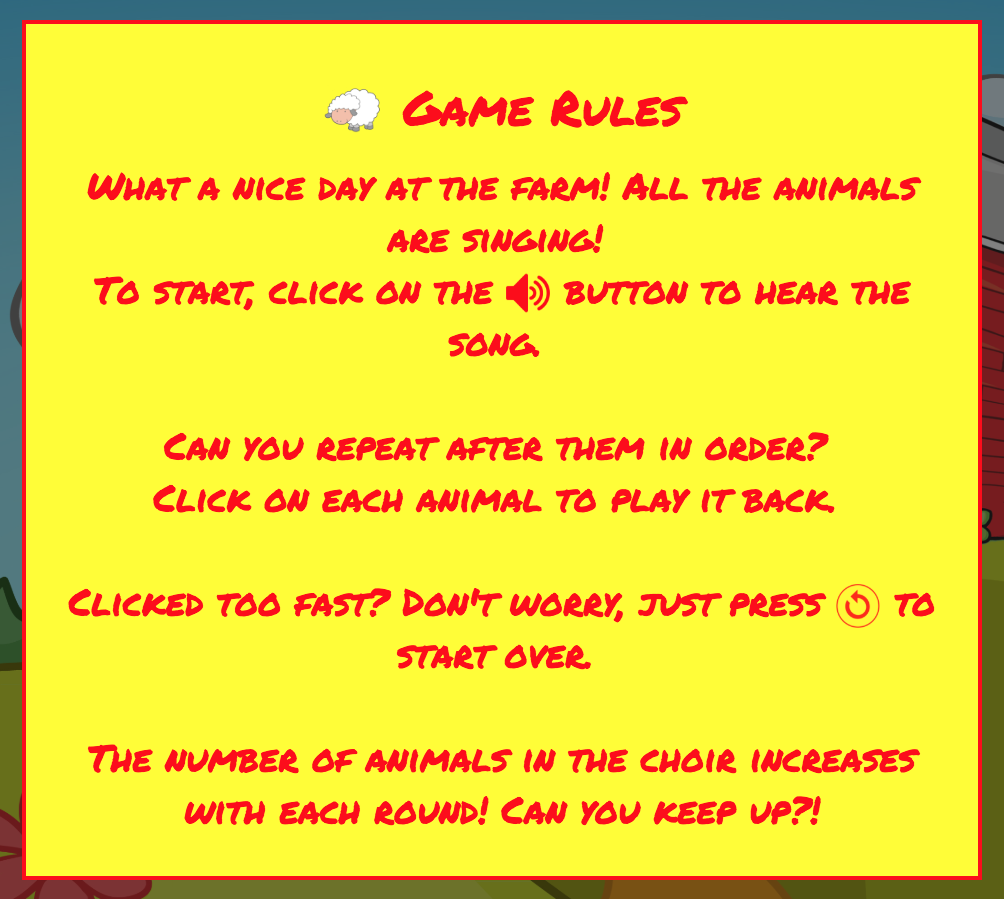 Game Rules
What a nice day at the farm! All the animals
are singing!
To start, click on the button to hear the
song.
Can you repeat after them in order?
Click on each animal to play it back.
Clicked too fast? Don't worry, just press to
start over.
The number of animals in the choir increases
with each round! Can you keep up?!